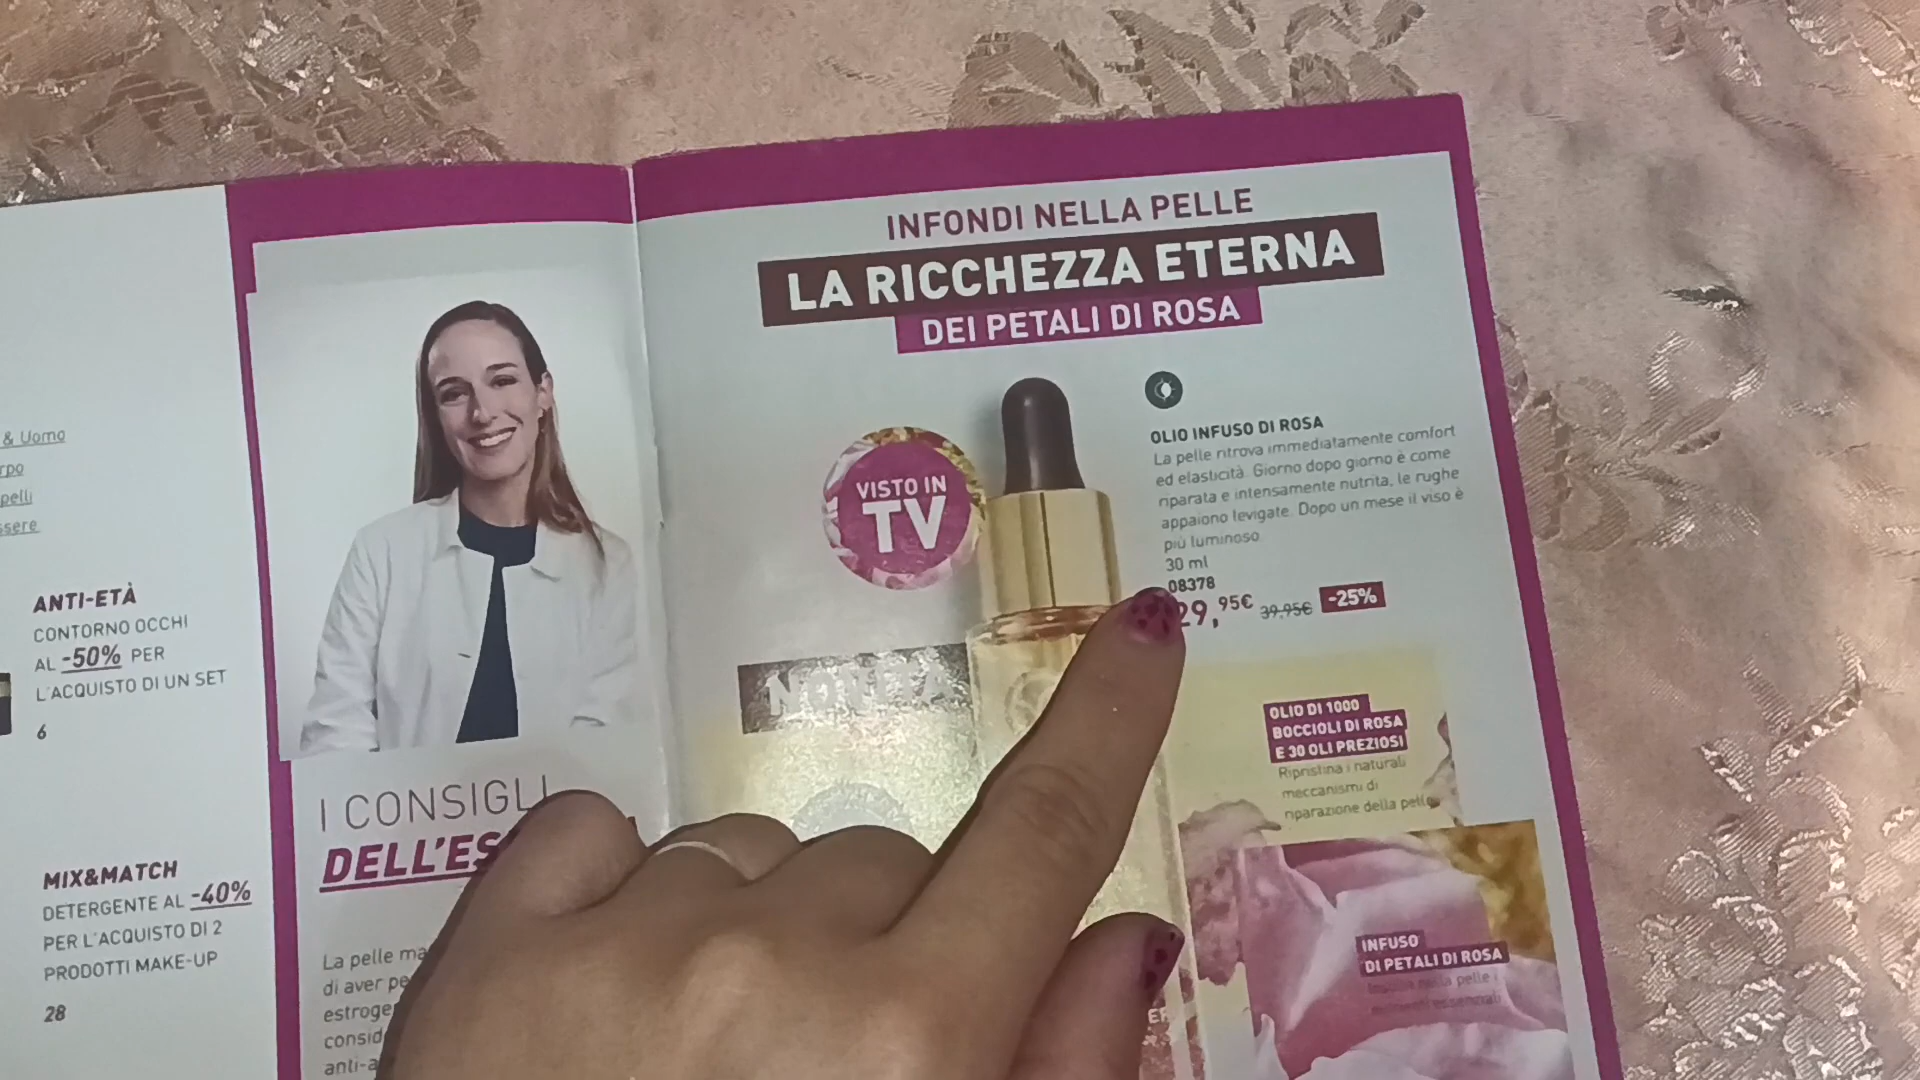 & Uomo
rpo
pelli
ssere
ANTI-ETÀ
CONTORNO OCCHI
AL -50% PER
L'ACQUISTO DI UN SET
6
MIX&MATCH
DETERGENTE AL -40%
PER L'ACQUISTO DI 2
PRODOTTI MAKE-UP
28
I CONSIGLI
DELL'ES
La pelle ma
di aver pe
estroge
consid
anti-a
INFONDI NELLA PELLE
LA RICCHEZZA ETERNA
DEI PETALI DI ROSA
VISTO IN
TV
NOVITÀ
OLIO INFUSO DI ROSA
La pelle ritrova immediatamente comfort
ed elasticità. Giorno dopo giorno è come
riparata e intensamente nutrita, le rughe
appaiono levigate. Dopo un mese il viso è
più luminoso.
30 ml
08378
29,95€ 39,95€ -25%
OLIO DI 1000
BOCCIOLI DI ROSA
E 30 OLI PREZIOSI
Ripristina i naturali
meccanismi di
riparazione della pelle
INFUSO
DI PETALI DI ROSA
nella pelle i
essenziali